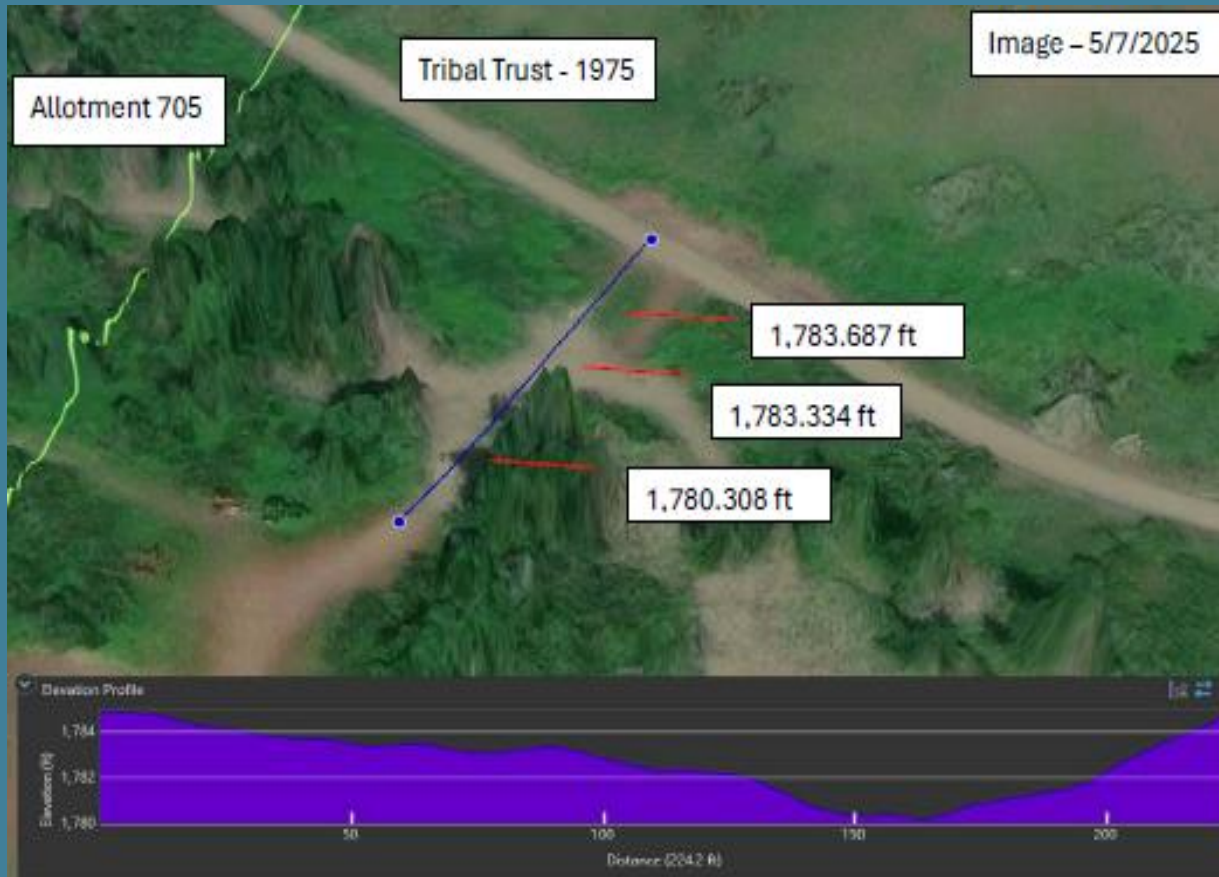 Image – 5/7/2025
Tribal Trust - 1975
Allotment 705
1,783.687 ft
1,783.334 ft
1,780.308 ft
Elevation Profile
1,784
1,782
1,780
Elevation (ft)
50
100
150
200
Distance (224.2 ft)